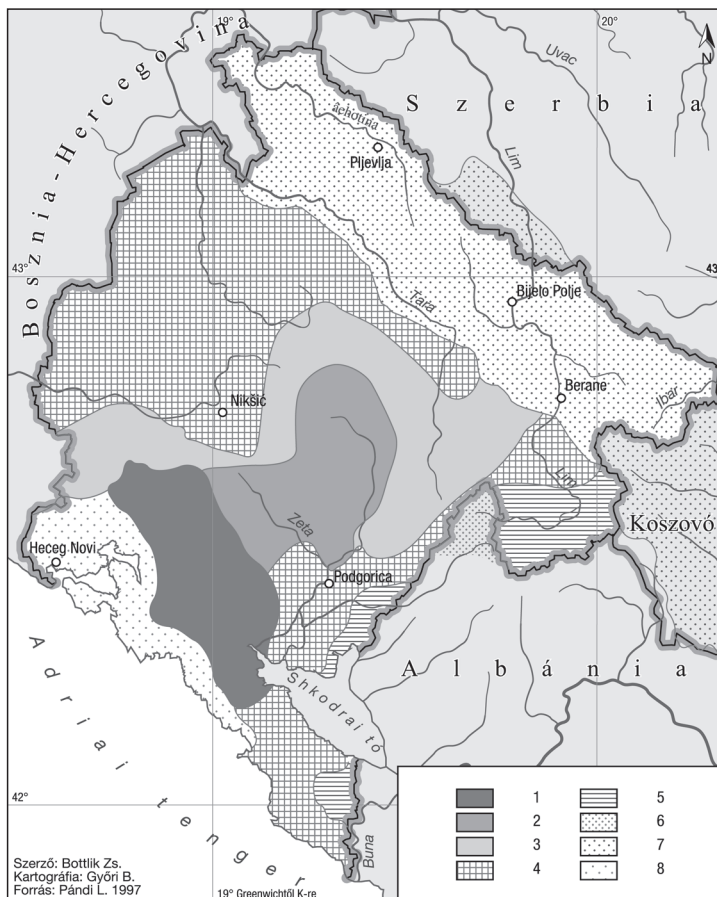 19°
20°
N
Bosznia-Hercegovina
Szerbia
Uvac
Lim
âehotina
Pljevlja
43°
43
Tara
Bijelo Polje
Berane
Ibar
Nikšić
Lim
Koszovó
Zeta
Heceg Novi
Podgorica
Albánia
Shkodrai tó
Adriai tenger
42°
Buna
1 5
2 6
3 7
4 8
Szerző: Bottlik Zs.
Kartográfia: Győri B.
Forrás: Pándi L. 1997
19° Greenwichtől K-re